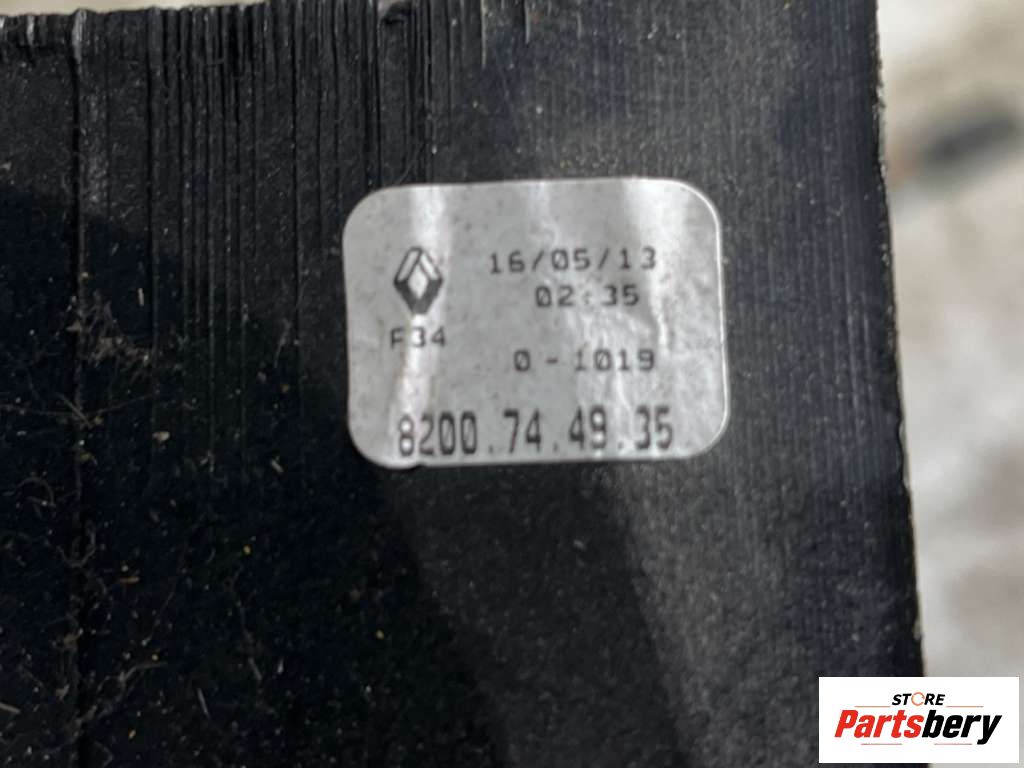 16/05/13
02:35
F34
0 - 1019
8200.74.49.35
STORE
Partsbery